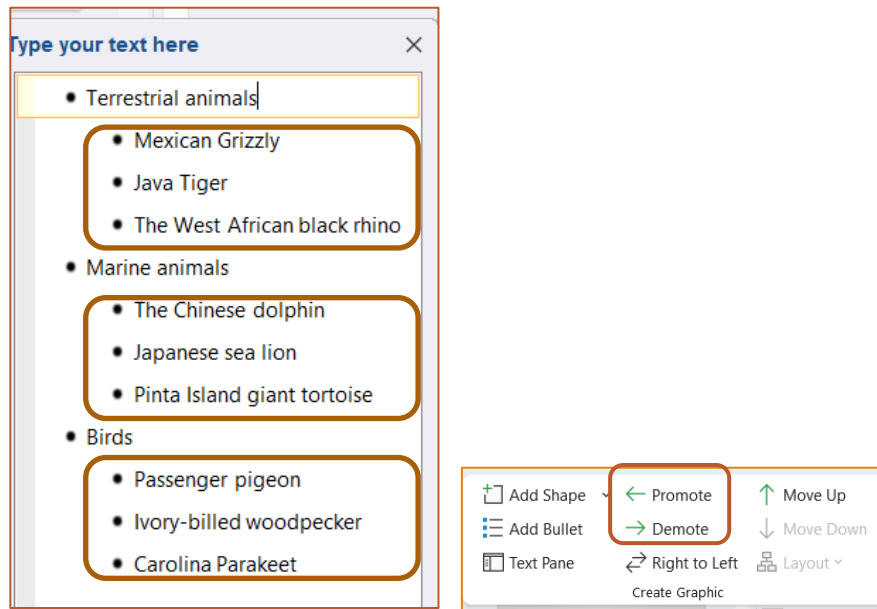 Type your text here
Terrestrial animals
Mexican Grizzly
Java Tiger
The West African black rhino
Marine animals
The Chinese dolphin
Japanese sea lion
Pinta Island giant tortoise
Birds
Passenger pigeon
Ivory-billed woodpecker
Carolina Parakeet
Add Shape Promote Move Up
Add Bullet Demote Move Down
Text Pane Right to Left Layout
Create Graphic